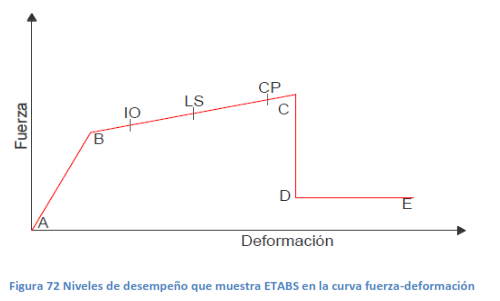 CP
LS
IO
C
B
Fuerza
D
E
A
Deformación
Figura 72 Niveles de desempeño que muestra ETABS en la curva fuerza-deformación